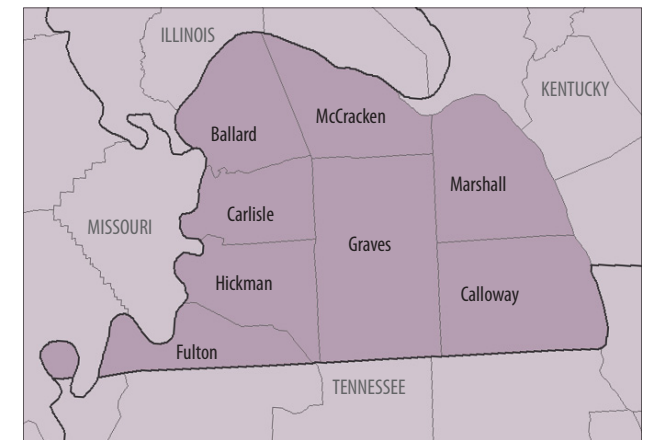 ILLINOIS
KENTUCKY
McCracken
Ballard
Marshall
Carlisle
MISSOURI
Graves
Hickman
Calloway
Fulton
TENNESSEE